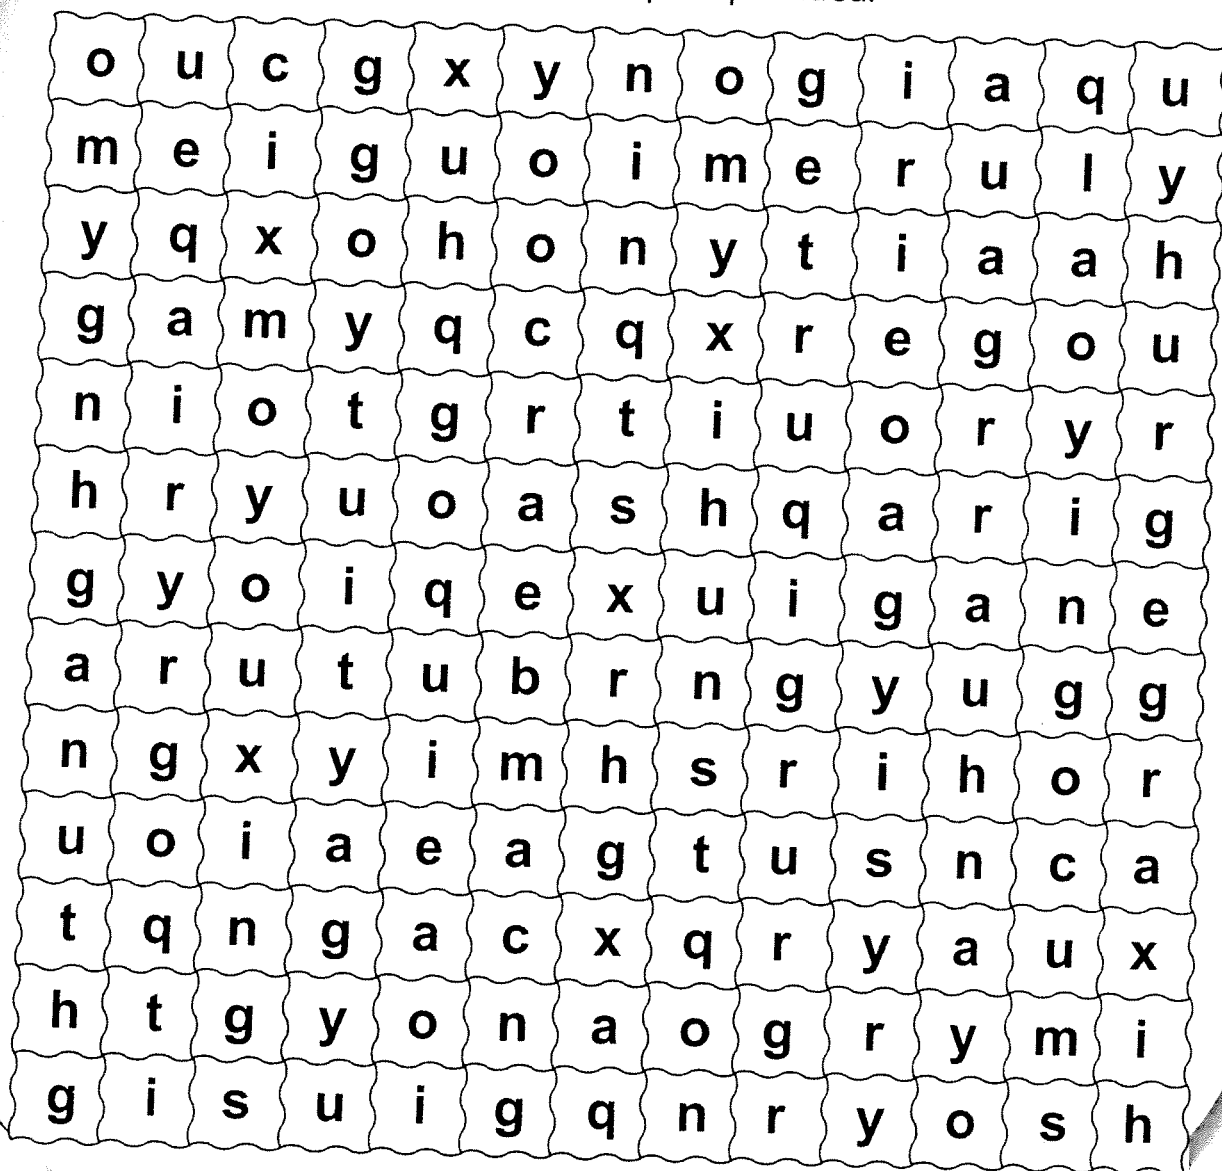 o u c g x y n o g i a q u
m e i g u o i m e r u l y
y q x o h o n y t i a a h
g a m y q c q x r e g o u
n i o t g r t i u o r y r
h r y u o a s h q a r i g
g y o i q e x u i g a n e
a r u t u b r n g y u g g
n g x y i m h s r i h o r
u o i a e a g t u s n c a
t q n g a c x q r y a u x
h t g y o n a o g r y m i
g i s u i g q n r y o s h